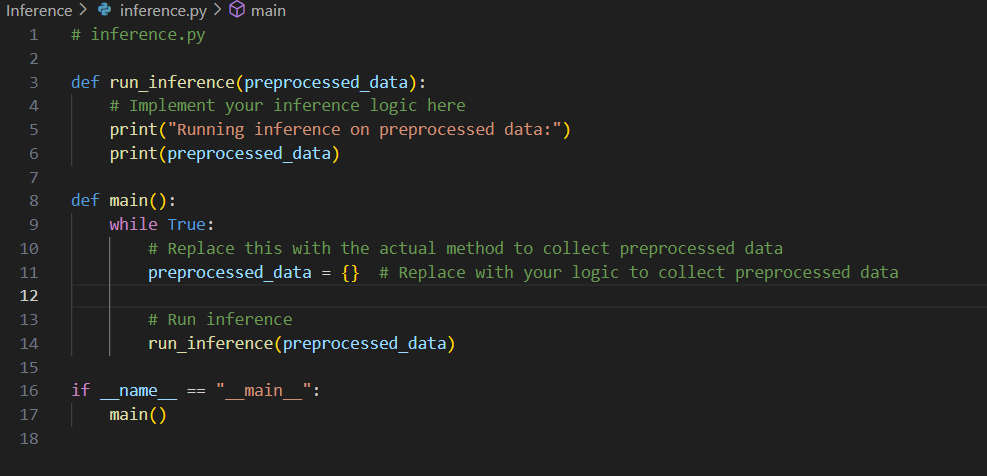 Inference > inference.py > main
1 # inference.py
2
3 def run_inference(preprocessed_data):
4     # Implement your inference logic here
5     print("Running inference on preprocessed data:")
6     print(preprocessed_data)
7
8 def main():
9     while True:
10         # Replace this with the actual method to collect preprocessed data
11         preprocessed_data = {}  # Replace with your logic to collect preprocessed data
12
13         # Run inference
14         run_inference(preprocessed_data)
15
16 if __name__ == "__main__":
17     main()
18